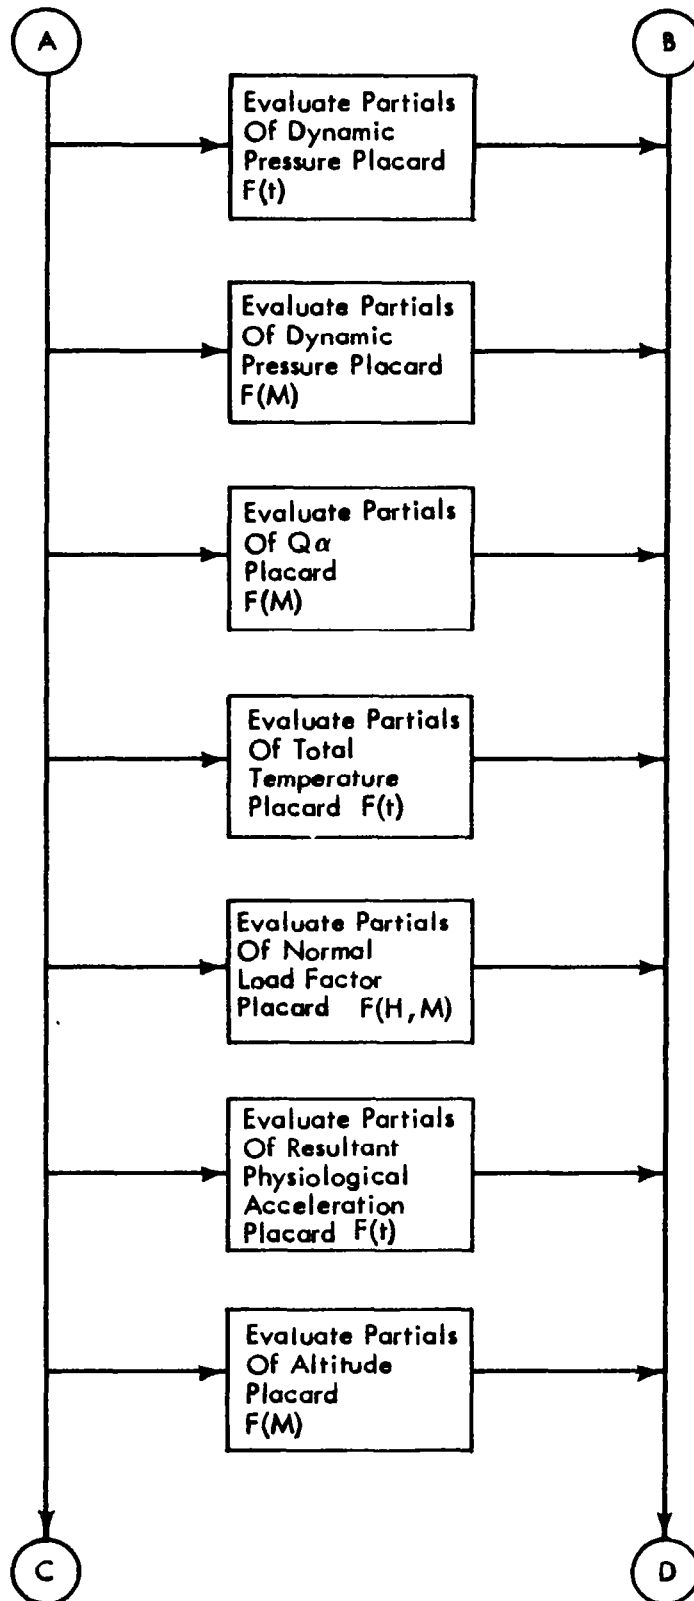 A
B
Evaluate Partials
Of Dynamic
Pressure Placard
F(t)
Evaluate Partials
Of Dynamic
Pressure Placard
F(M)
Evaluate Partials
Of Qα
Placard
F(M)
Evaluate Partials
Of Total
Temperature
Placard F(t)
Evaluate Partials
Of Normal
Load Factor
Placard F(H,M)
Evaluate Partials
Of Resultant
Physiological
Acceleration
Placard F(t)
Evaluate Partials
Of Altitude
Placard
F(M)
C
D